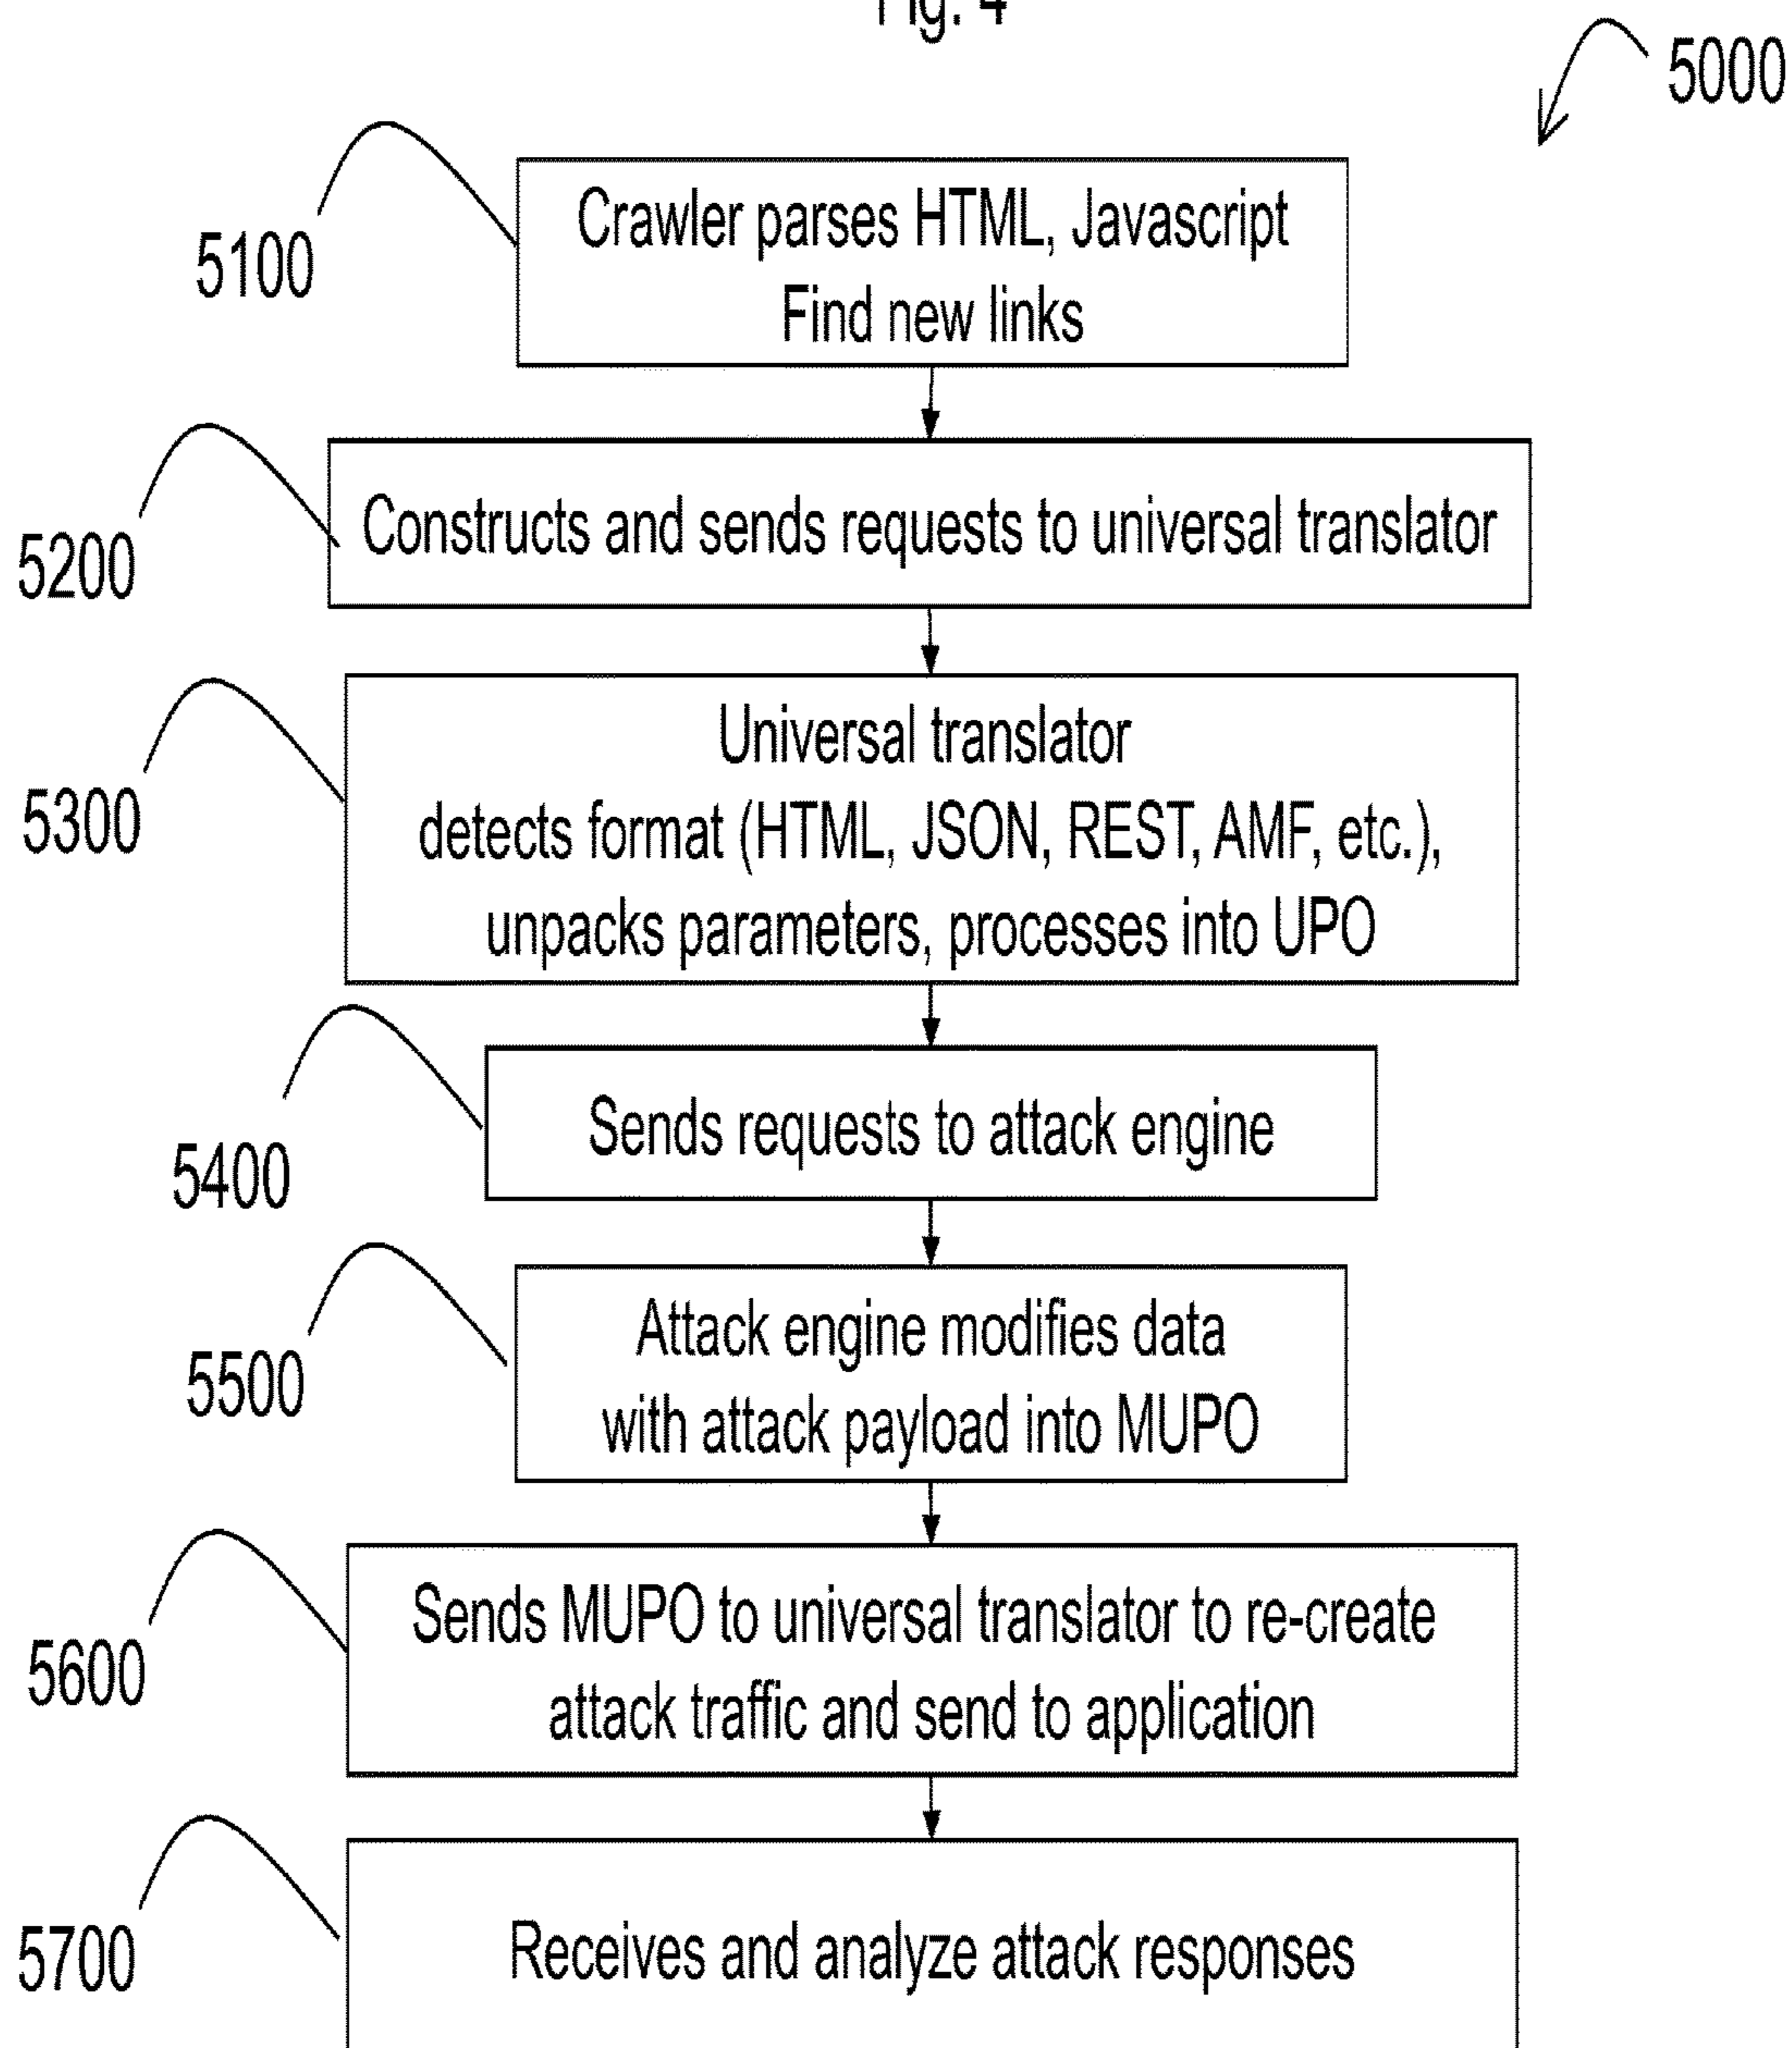 Fig. 4
5000
5100
Crawler parses HTML, Javascript
Find new links
5200
Constructs and sends requests to universal translator
5300
Universal translator
detects format (HTML, JSON, REST, AMF, etc.),
unpacks parameters, processes into UPO
5400
Sends requests to attack engine
5500
Attack engine modifies data
with attack payload into MUPO
5600
Sends MUPO to universal translator to re-create
attack traffic and send to application
5700
Receives and analyze attack responses